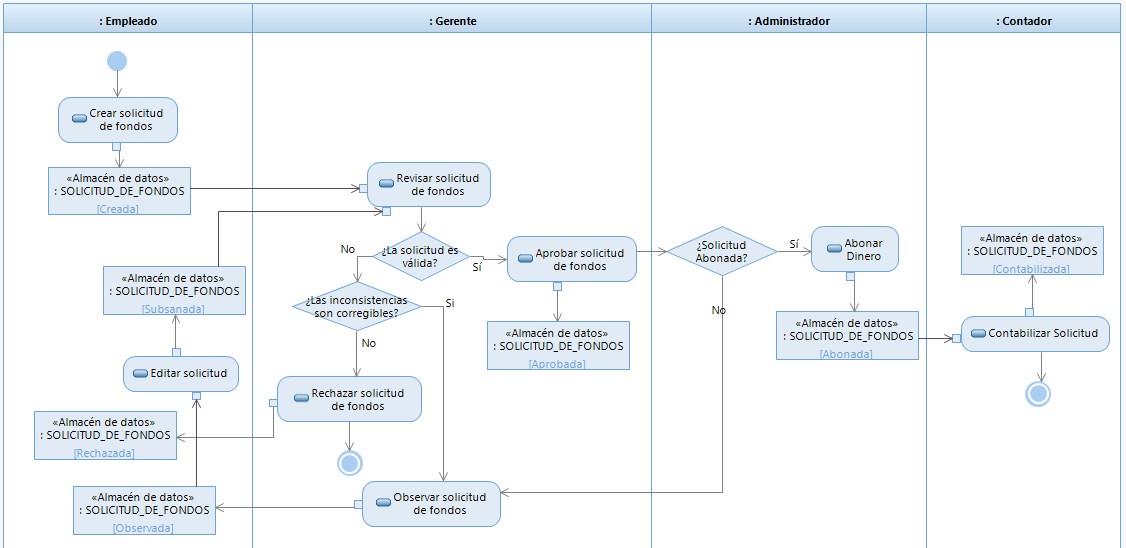 : Empleado
: Gerente
: Administrador
: Contador
Crear solicitud
de fondos
«Almacén de datos»
: SOLICITUD_DE_FONDOS
[Creada]
Revisar solicitud
de fondos
¿La solicitud es
válida?
No
Sí
Aprobar solicitud
de fondos
¿Solicitud
Abonada?
Sí
No
Abonar
Dinero
«Almacén de datos»
: SOLICITUD_DE_FONDOS
[Contabilizada]
«Almacén de datos»
: SOLICITUD_DE_FONDOS
[Subsanada]
¿Las inconsistencias
son corregibles?
Si
No
«Almacén de datos»
: SOLICITUD_DE_FONDOS
[Aprobada]
«Almacén de datos»
: SOLICITUD_DE_FONDOS
[Abonada]
Contabilizar Solicitud
Editar solicitud
Rechazar solicitud
de fondos
«Almacén de datos»
: SOLICITUD_DE_FONDOS
[Rechazada]
«Almacén de datos»
: SOLICITUD_DE_FONDOS
[Observada]
Observar solicitud
de fondos